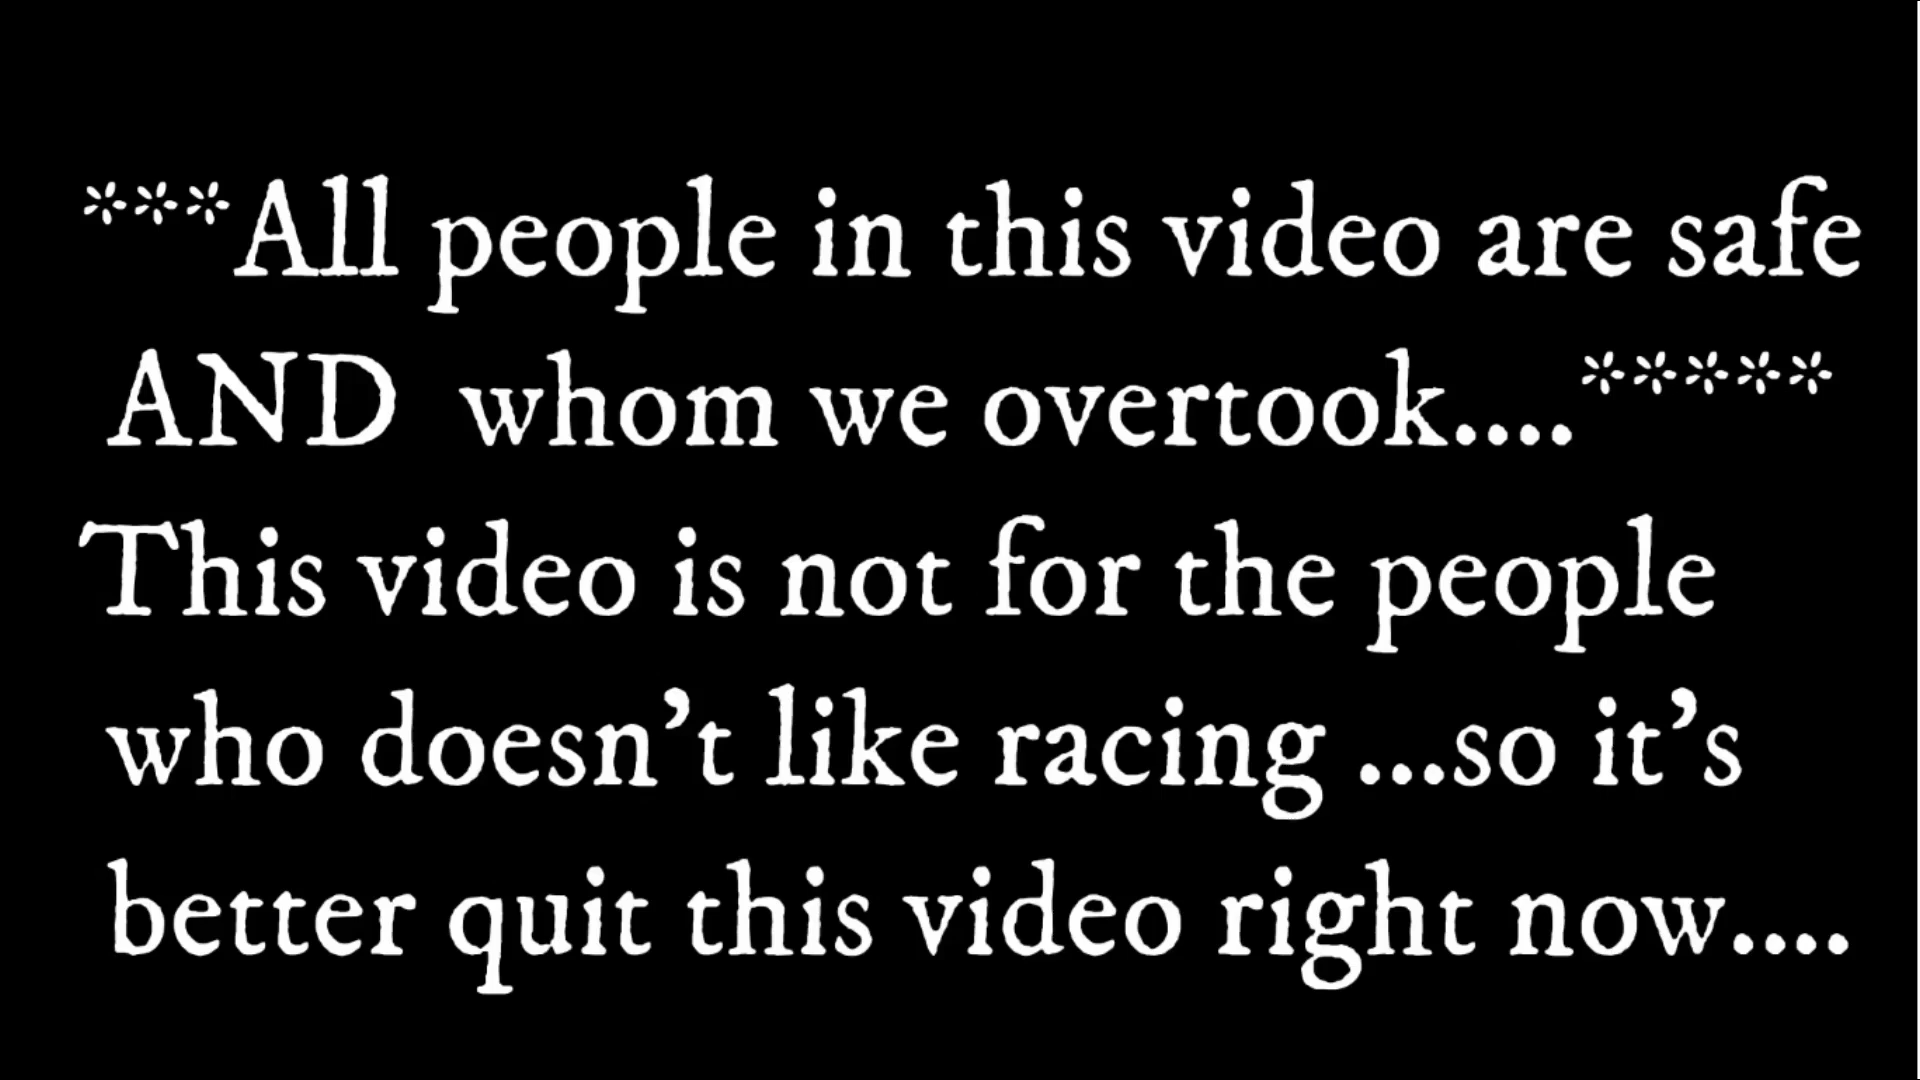 ***All people in this video are safe
AND whom we overtook....*****
This video is not for the people
who doesn't like racing ...so it's
better quit this video right now....